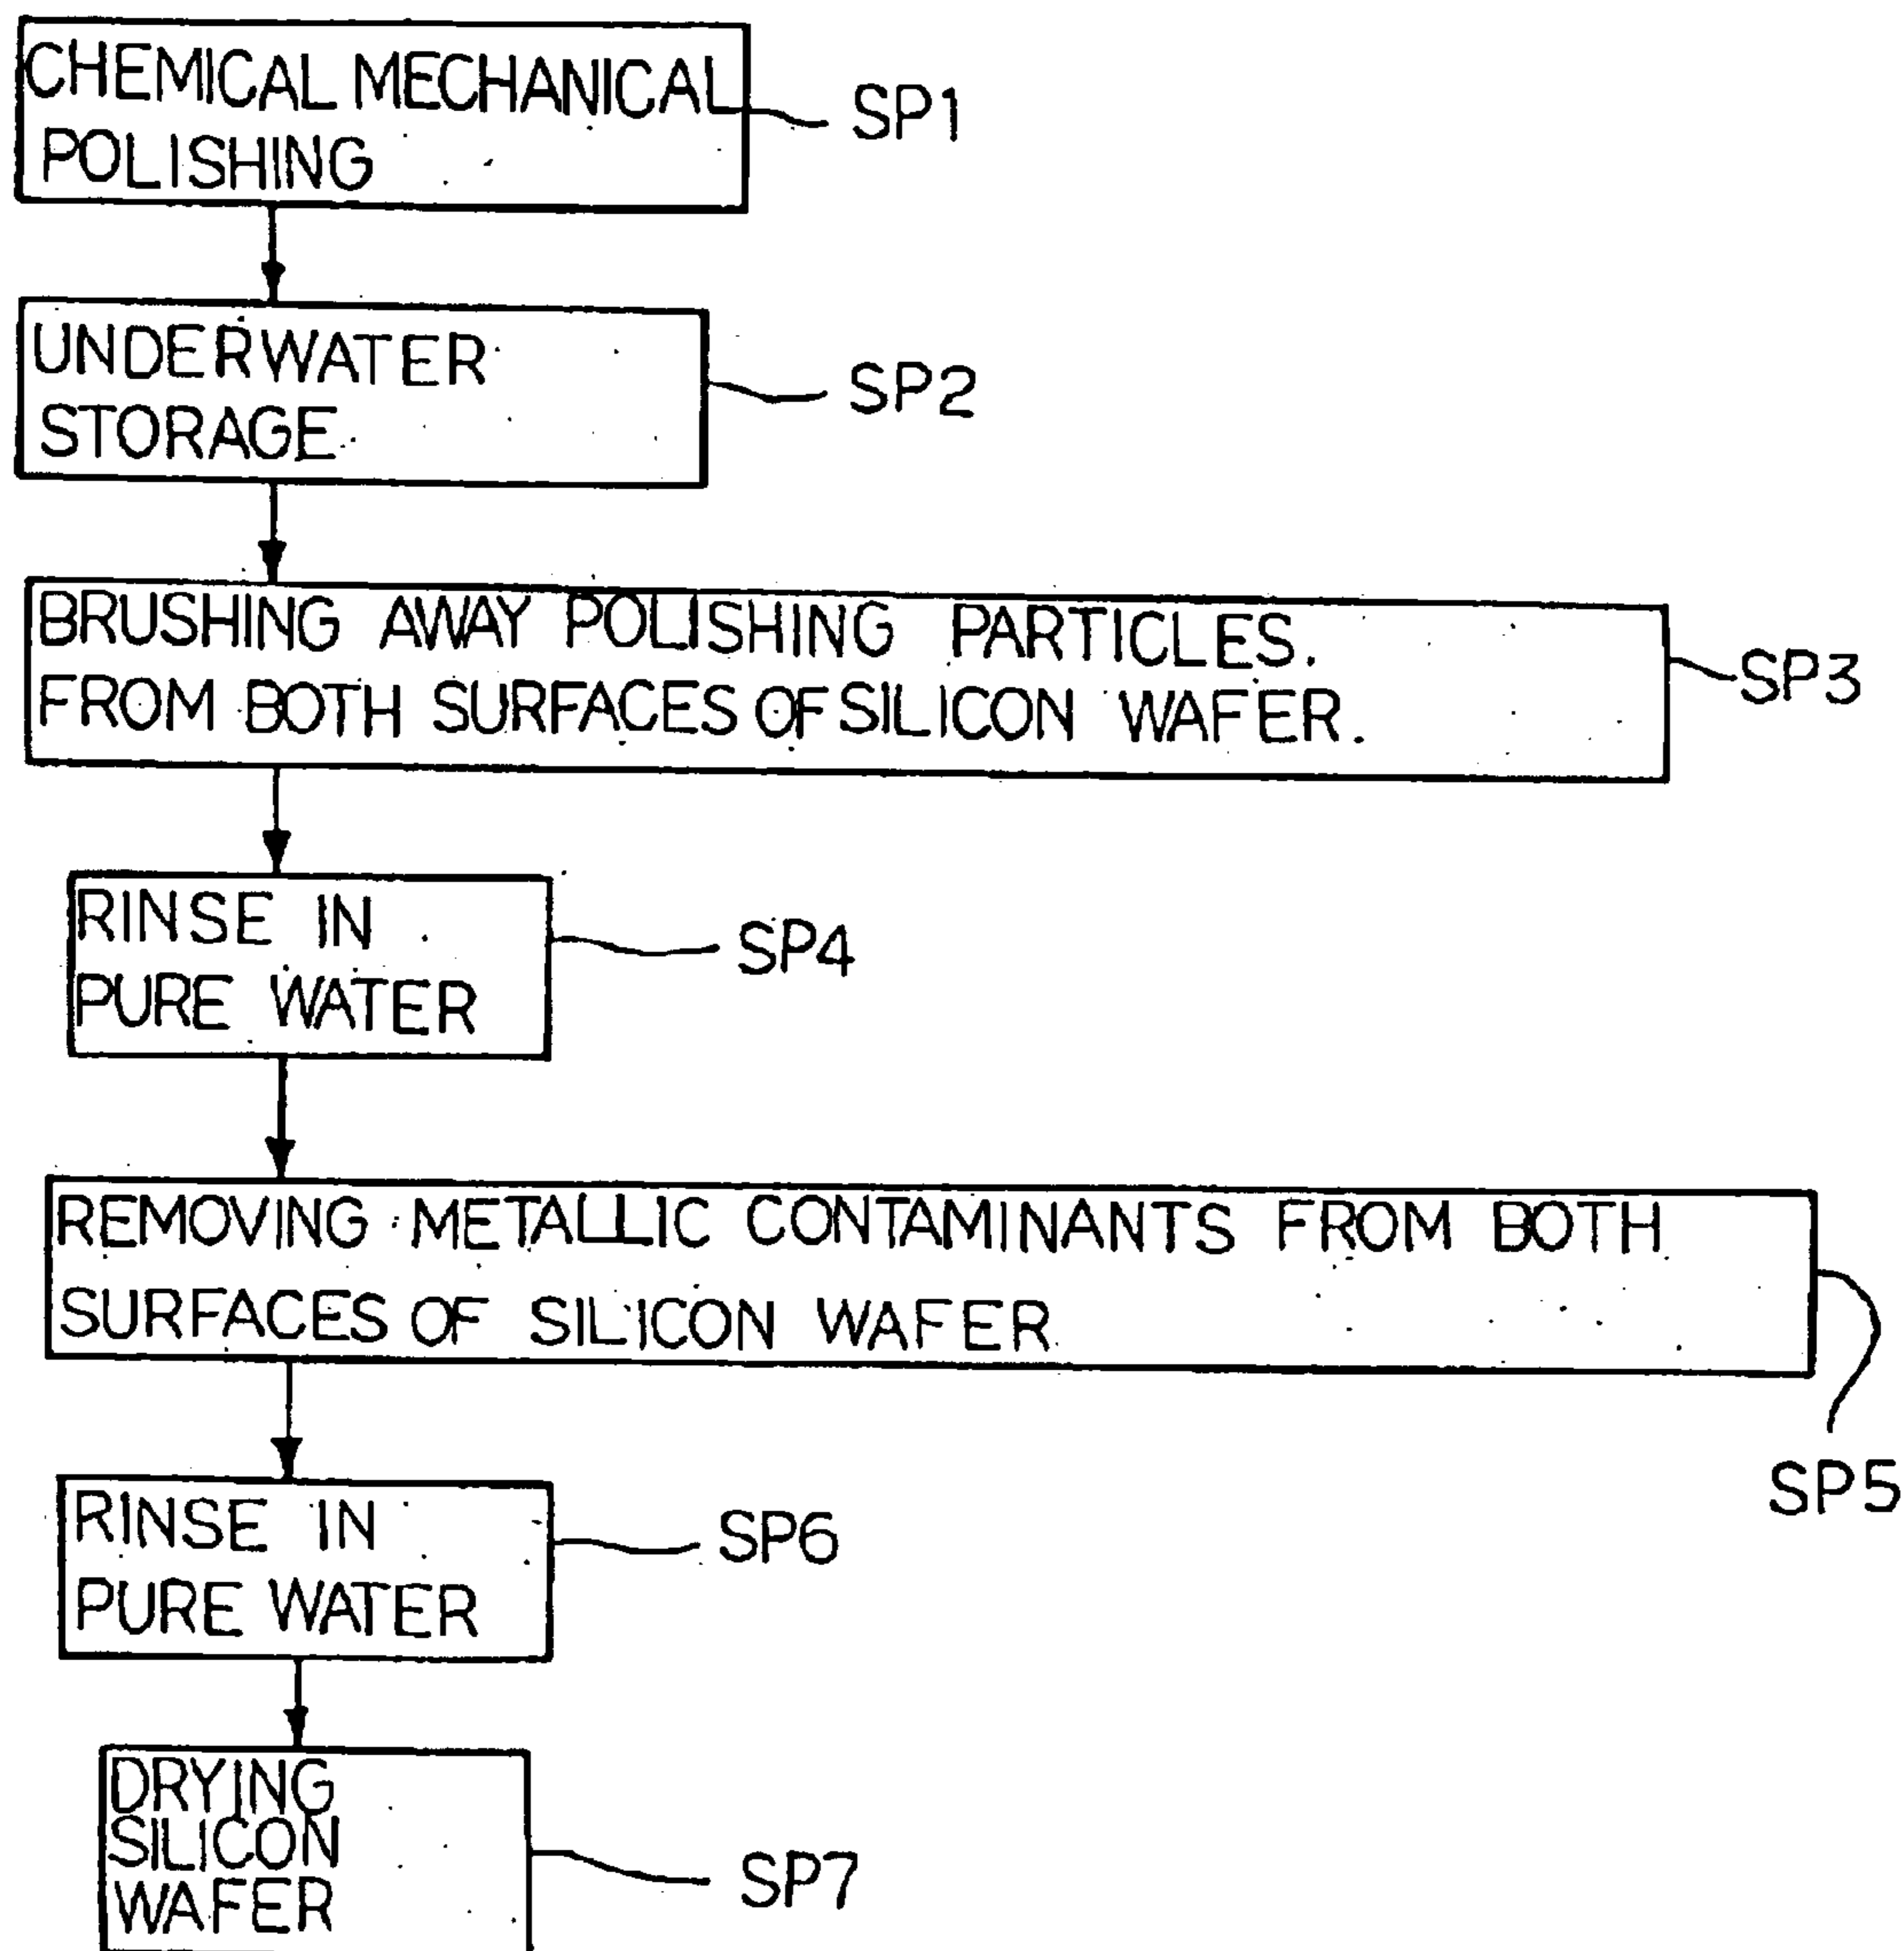 CHEMICAL MECHANICAL
POLISHING
SP1
UNDERWATER
STORAGE
SP2
BRUSHING AWAY POLISHING PARTICLES.
FROM BOTH SURFACES OF SILICON WAFER.
SP3
RINSE IN
PURE WATER
SP4
REMOVING METALLIC CONTAMINANTS FROM BOTH
SURFACES OF SILICON WAFER
SP5
RINSE IN
PURE WATER
SP6
DRYING
SILICON
WAFER
SP7